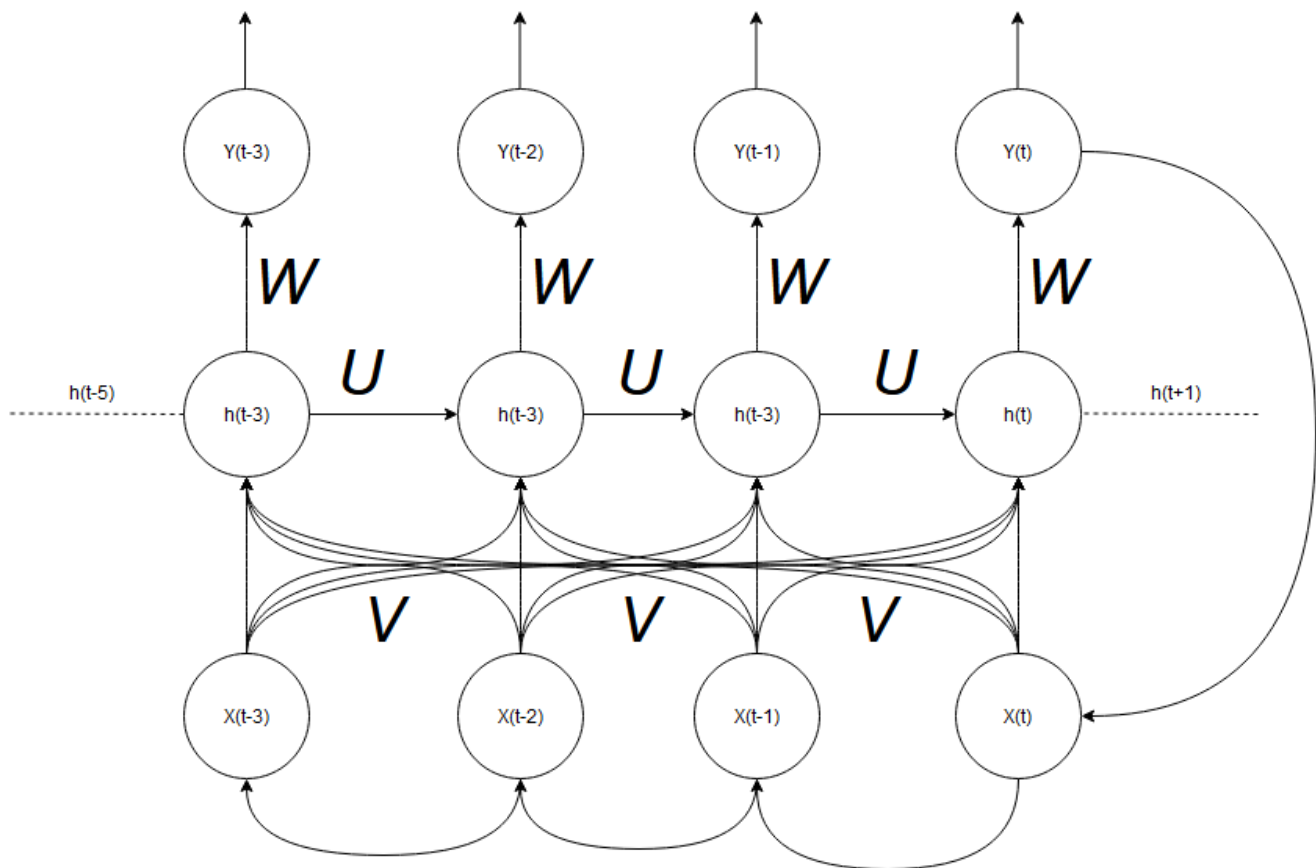 Y(t-3) Y(t-2) Y(t-1) Y(t)
W W W W
U U U
h(t-5) h(t-3) h(t-3) h(t-3) h(t) h(t+1)
V V V
X(t-3) X(t-2) X(t-1) X(t)